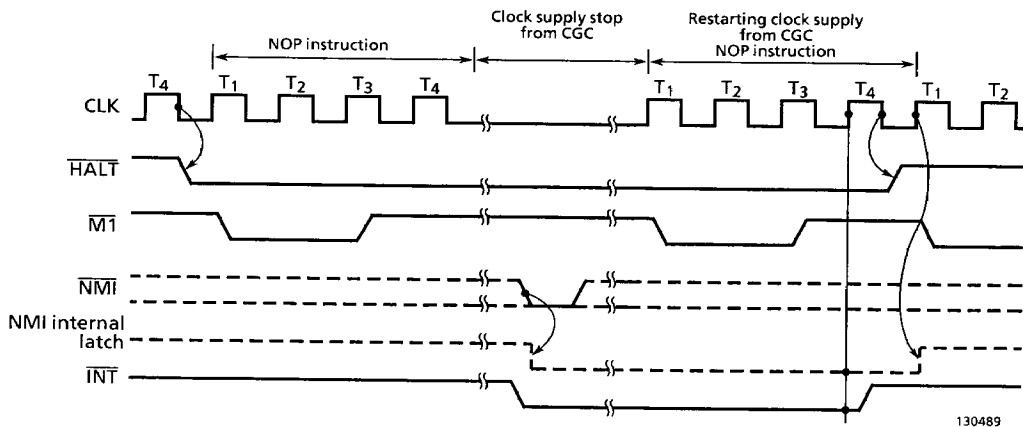 Clock supply stop
from CGC
Restarting clock supply
from CGC
NOP instruction
NOP instruction
T4 T1 T2 T3 T4 T1 T2 T3 T4 T1 T2
CLK
HALT
M1
NMI
NMI internal
latch
INT
130489